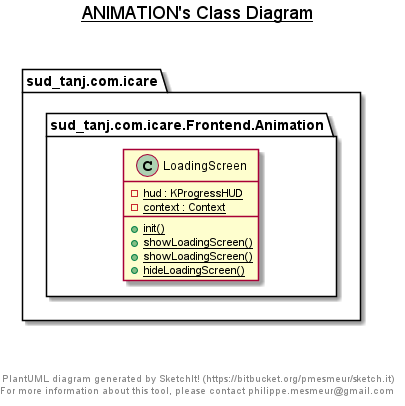 ANIMATION's Class Diagram
sud_tanj.com.icare
sud_tanj.com.icare.Frontend.Animation
C LoadingScreen
hud : KProgressHUD
context : Context
init()
showLoadingScreen()
showLoadingScreen()
hideLoadingScreen()
PlantUML diagram generated by SketchIt! (https://bitbucket.org/pmesmeur/sketch.it)
For more information about this tool, please contact philippe.mesmeur@gmail.com